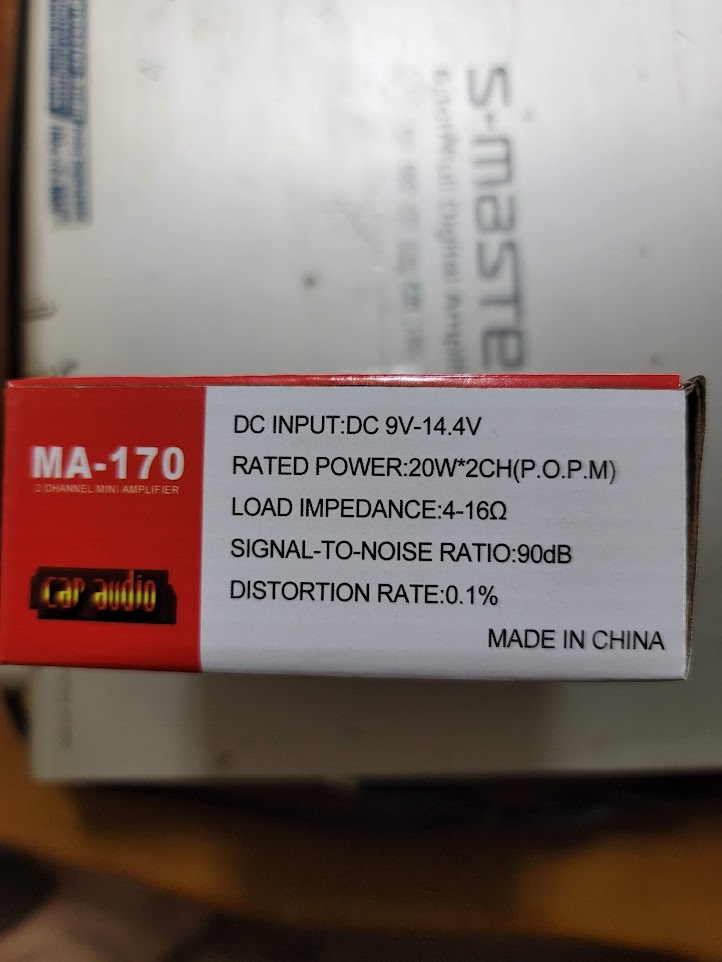 S-MASTE
MA-170
2 CHANNEL MINI AMPLIFIER
car audio
DC INPUT:DC 9V-14.4V
RATED POWER:20W*2CH(P.O.P.M)
LOAD IMPEDANCE:4-16Ω
SIGNAL-TO-NOISE RATIO:90dB
DISTORTION RATE:0.1%
MADE IN CHINA